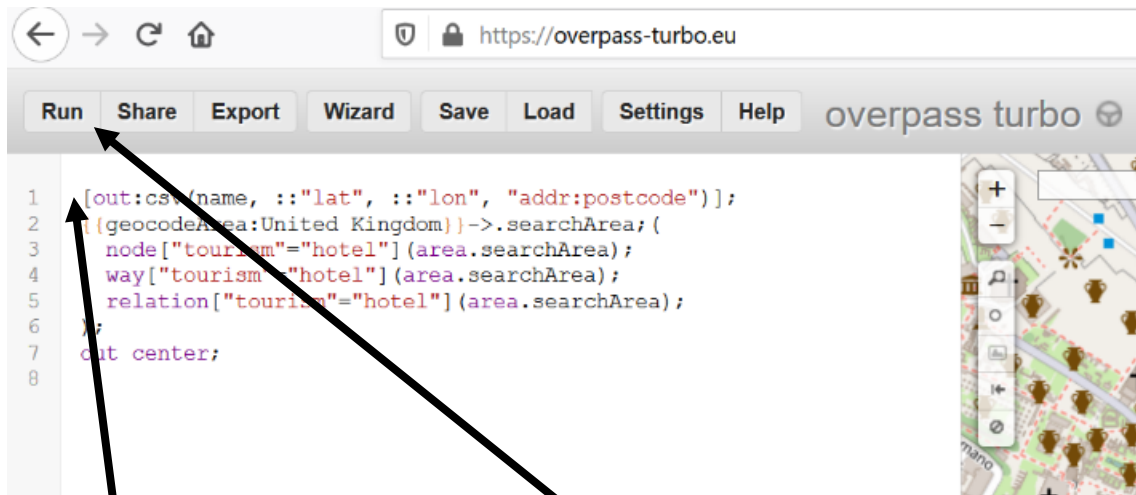 https://overpass-turbo.eu
Run Share Export Wizard Save Load Settings Help overpass turbo
1 [out:csv(name, ::"lat", ::"lon", "addr:postcode")];
2 {{geocodeArea:United Kingdom}}->.searchArea;(
3 node["tourism"="hotel"](area.searchArea);
4 way["tourism"="hotel"](area.searchArea);
5 relation["tourism"="hotel"](area.searchArea);
6 );
7 out center;
8
+
−
mano